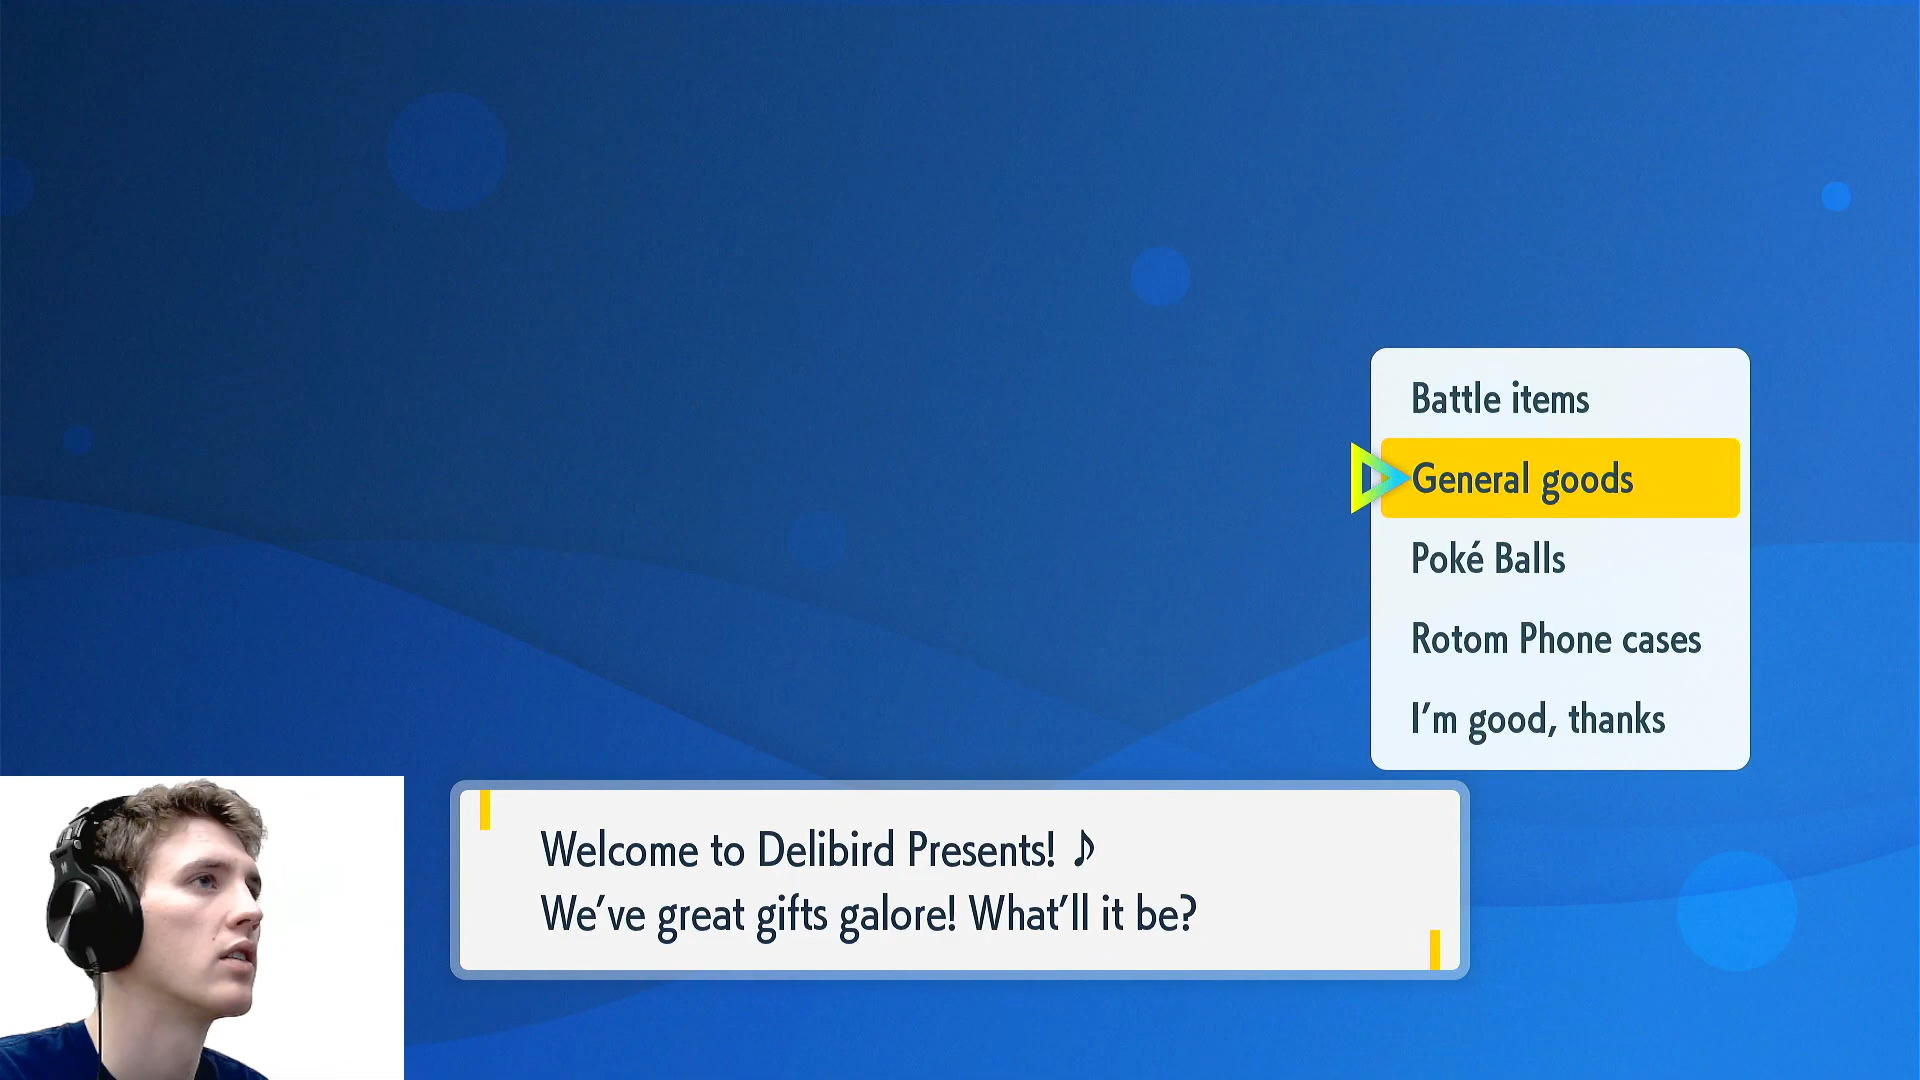 Battle items
General goods
Poké Balls
Rotom Phone cases
I'm good, thanks
Welcome to Delibird Presents! ♪
We've great gifts galore! What'll it be?